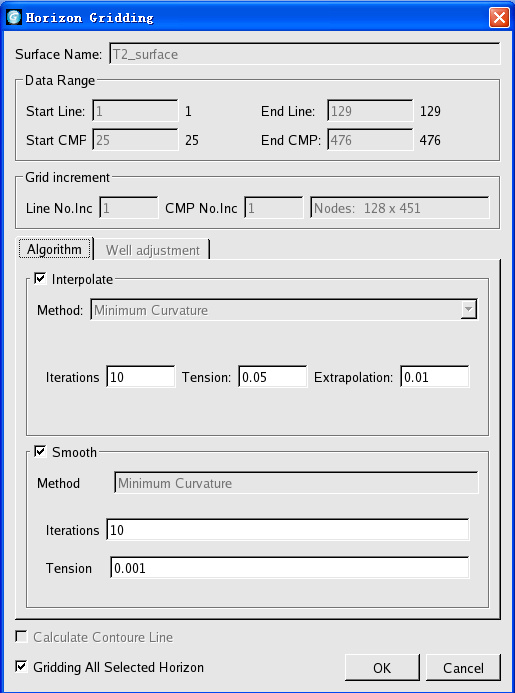 Horizon Gridding
Surface Name: T2_surface
Data Range
Start Line: 1 1 End Line: 129 129
Start CMP 25 25 End CMP: 476 476
Grid increment
Line No.Inc 1 CMP No.Inc 1 Nodes: 128 x 451
Algorithm Well adjustment
Interpolate
Method: Minimum Curvature
Iterations 10 Tension: 0.05 Extrapolation: 0.01
Smooth
Method Minimum Curvature
Iterations 10
Tension 0.001
Calculate Contoure Line
Gridding All Selected Horizon OK Cancel